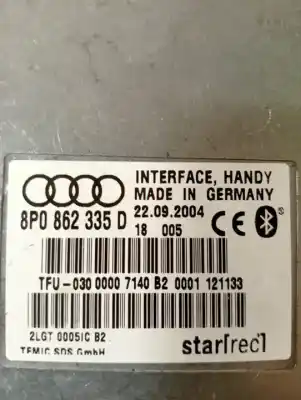 INTERFACE, HANDY
MADE IN GERMANY
8P0 862 335 D
22.09.2004
18 005
CE
TFU-030 0000 7140 B2 0001 121133
2LGT 0005IC B2
TEMIC SDS GmbH
star[rec]